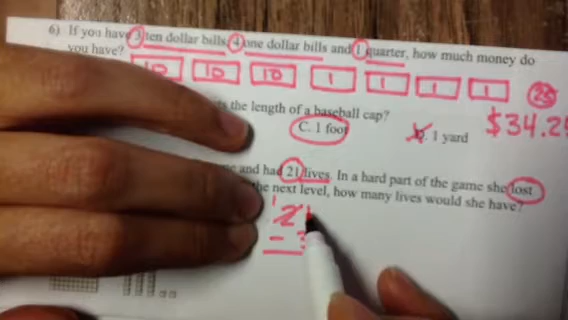 6) If you have 3 ten dollar bills, 4 one dollar bills and 1 quarter, how much money do
you have?
10 10 10 1 1 1 1 25
$34.2
the length of a baseball cap?
C. 1 foot
1 yard
and had 21 lives. In a hard part of the game she lost
the next level, how many lives would she have?
1
2
-